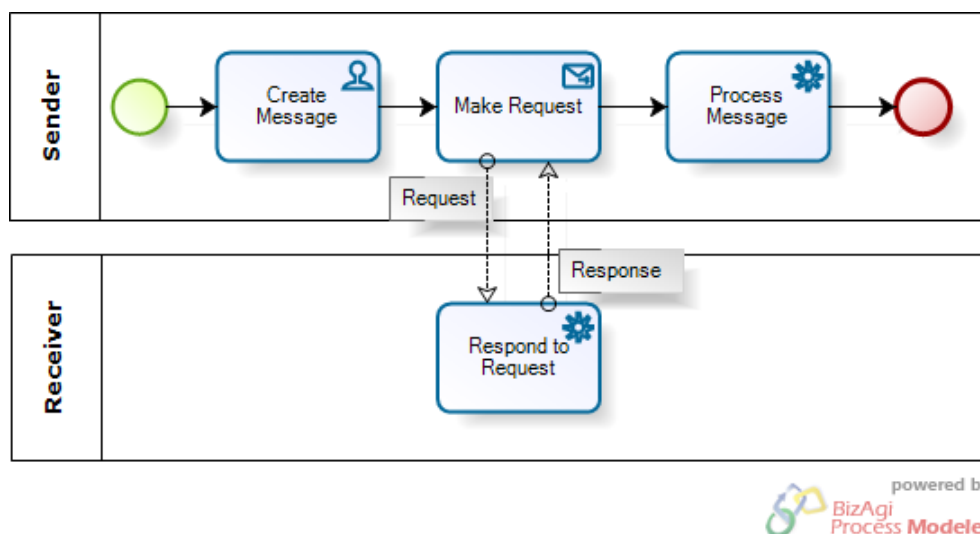 Sender
Create
Message
Make Request
Process
Message
Request
Response
Receiver
Respond to
Request
powered b
BizAgi
Process Modele